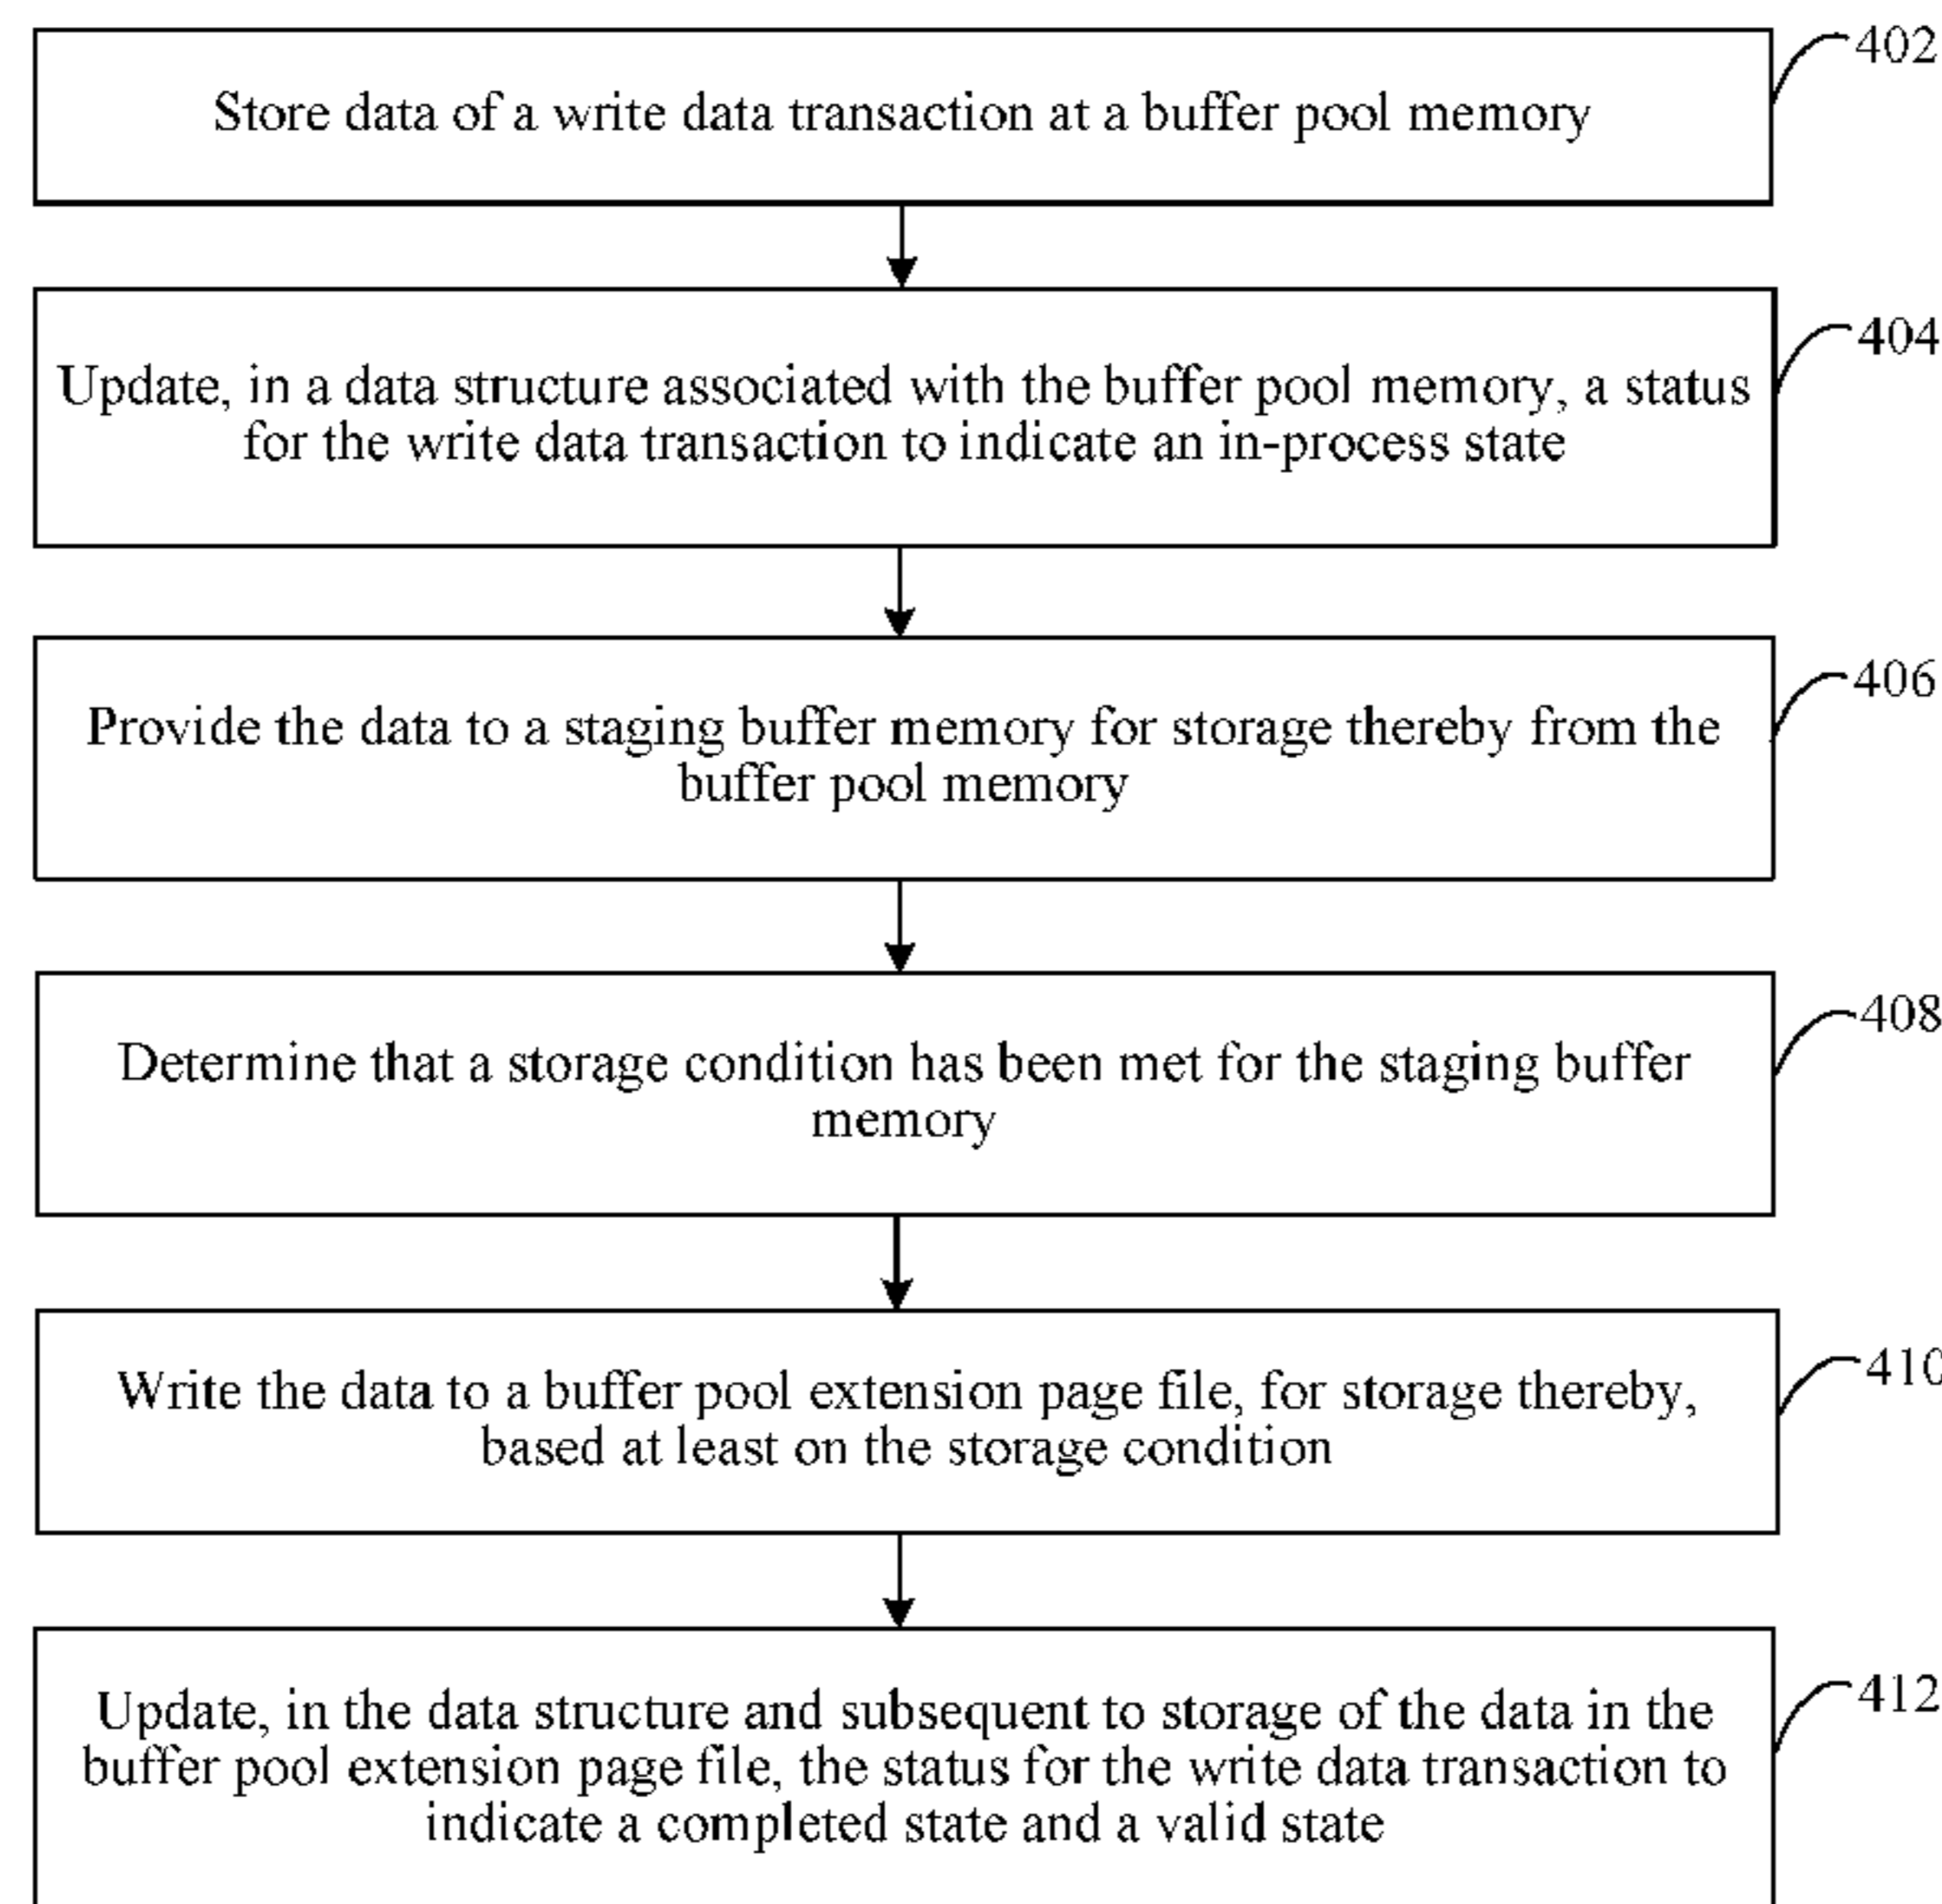 402
Store data of a write data transaction at a buffer pool memory
404
Update, in a data structure associated with the buffer pool memory, a status
for the write data transaction to indicate an in-process state
406
Provide the data to a staging buffer memory for storage thereby from the
buffer pool memory
408
Determine that a storage condition has been met for the staging buffer
memory
410
Write the data to a buffer pool extension page file, for storage thereby,
based at least on the storage condition
412
Update, in the data structure and subsequent to storage of the data in the
buffer pool extension page file, the status for the write data transaction to
indicate a completed state and a valid state